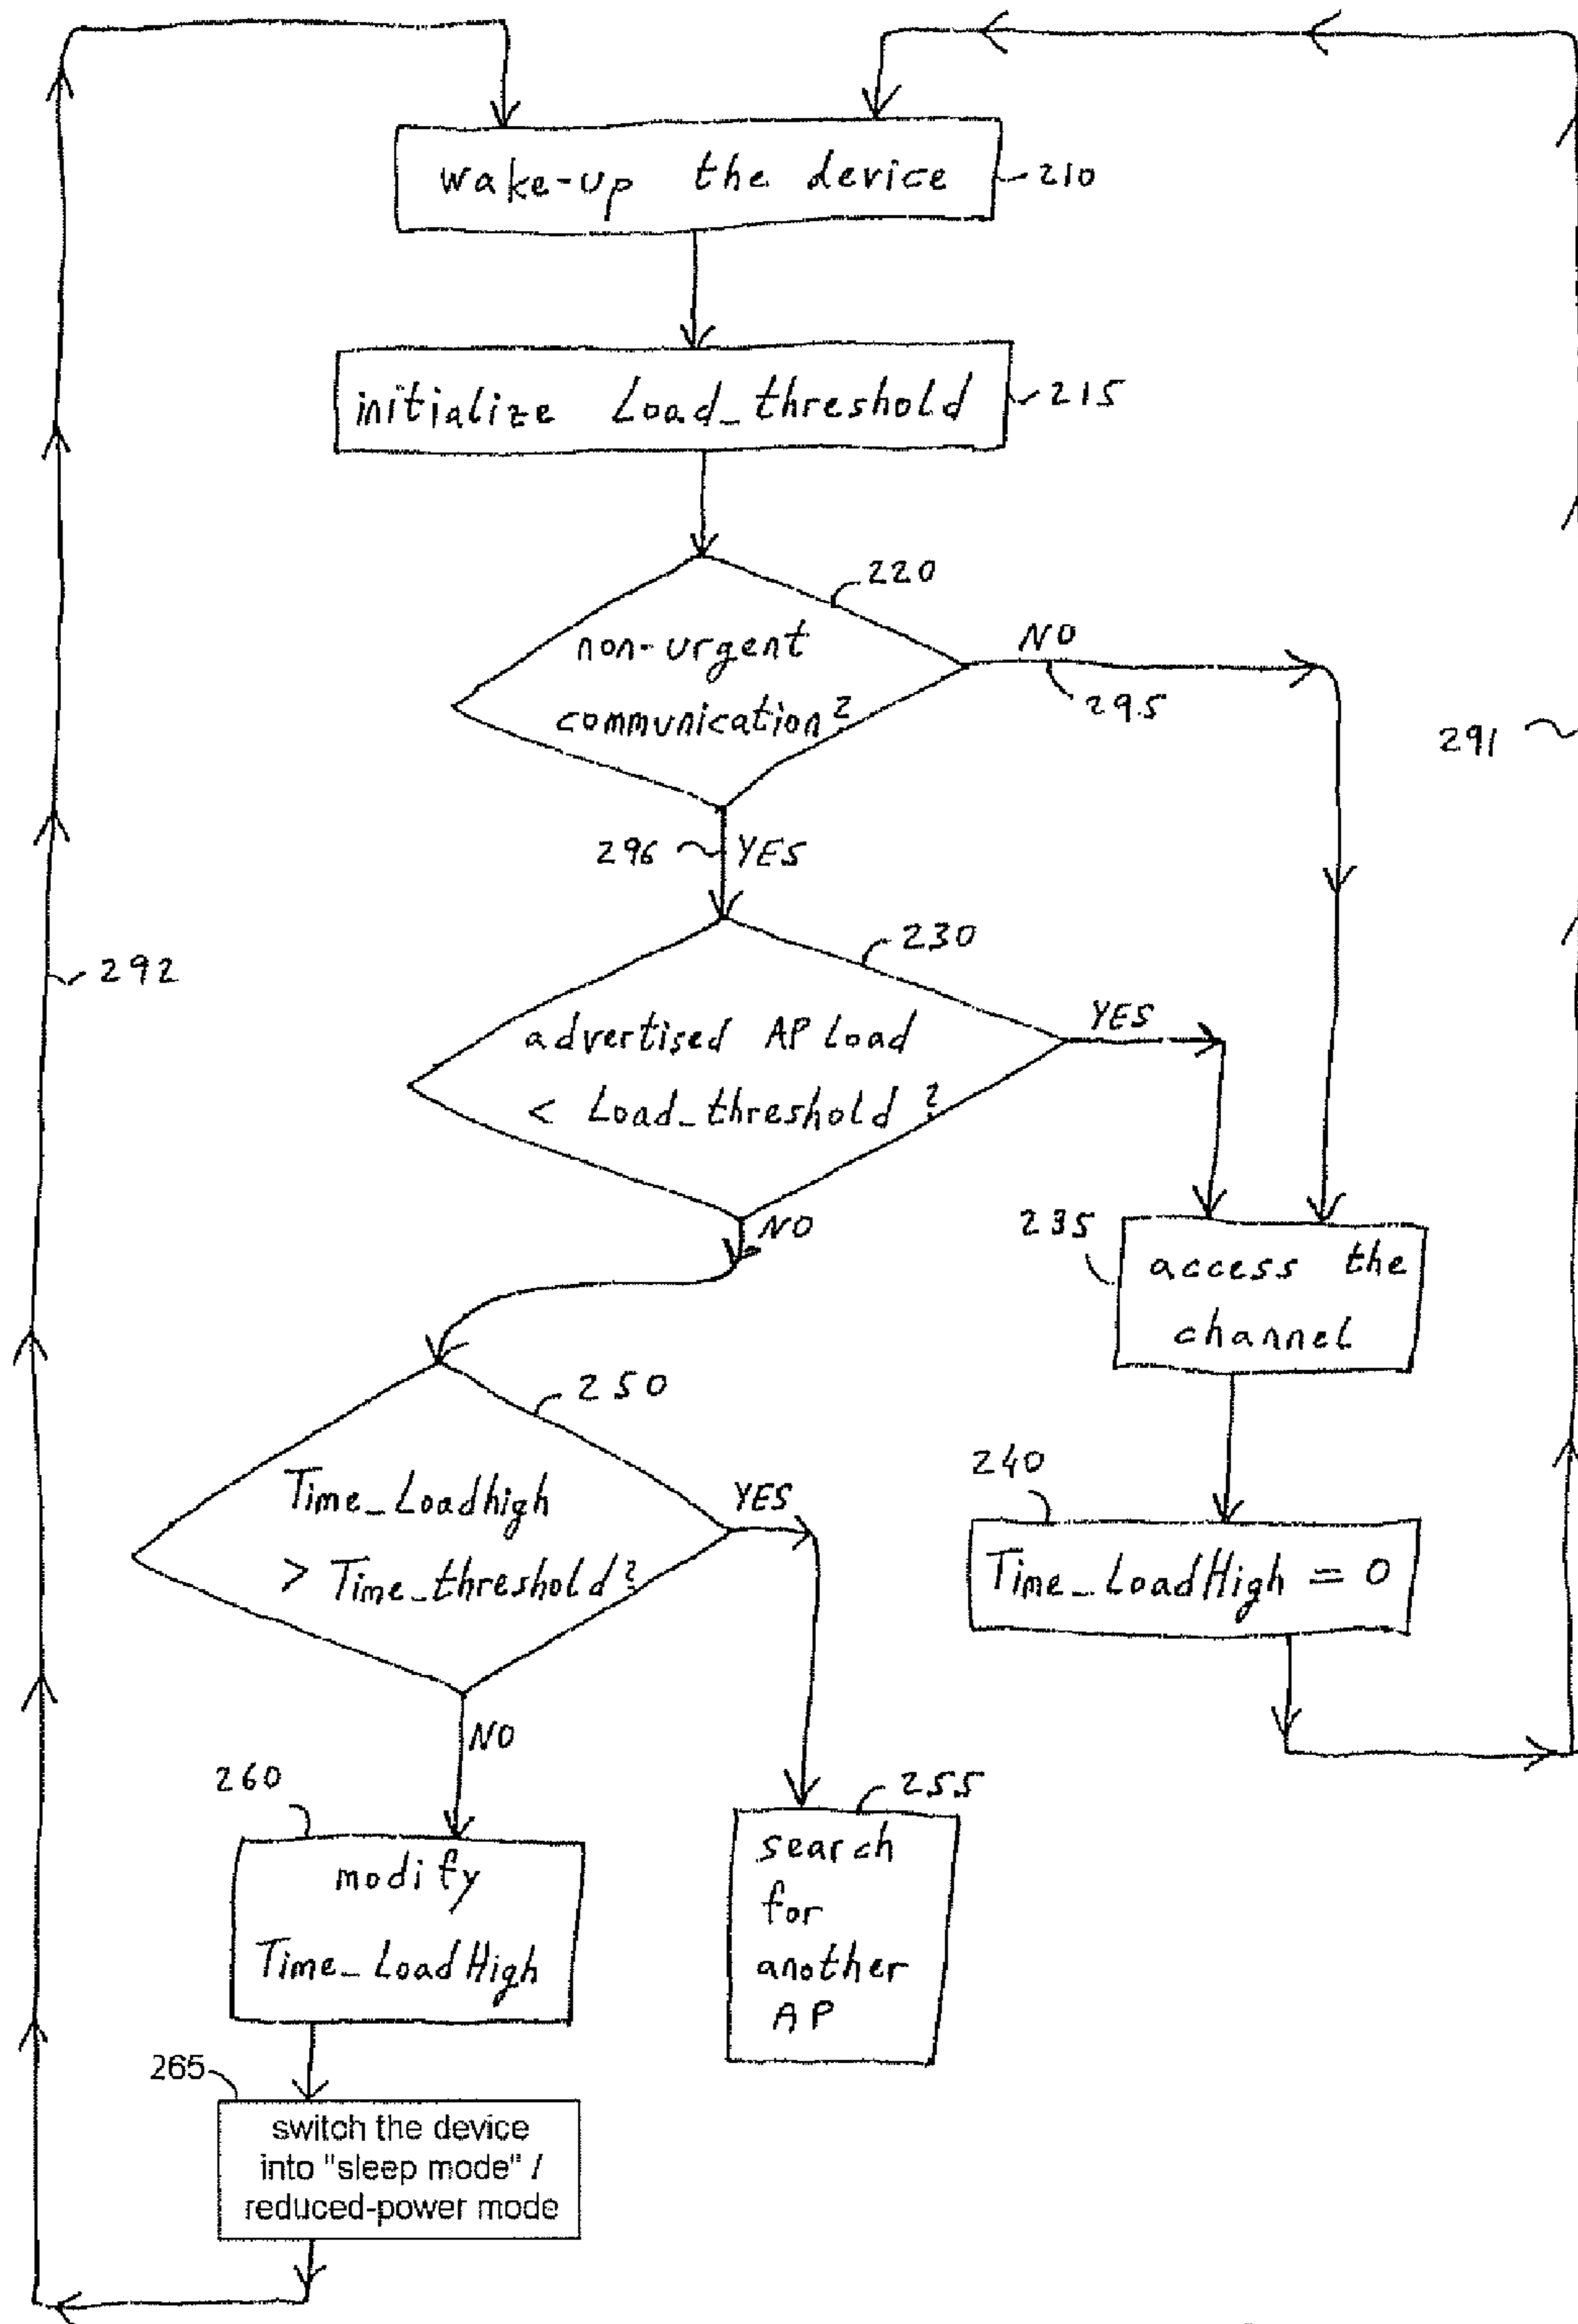 wake-up the device
210
initialize Load_threshold
215
220
non-urgent
communication?
NO
295
291
296
YES
292
230
advertised AP Load
< Load_threshold ?
YES
NO
235
access the
channel
250
Time_Loadhigh
> Time_threshold?
YES
240
Time_LoadHigh = 0
NO
260
modify
Time_LoadHigh
255
search
for
another
AP
265
switch the device
into "sleep mode" /
reduced-power mode